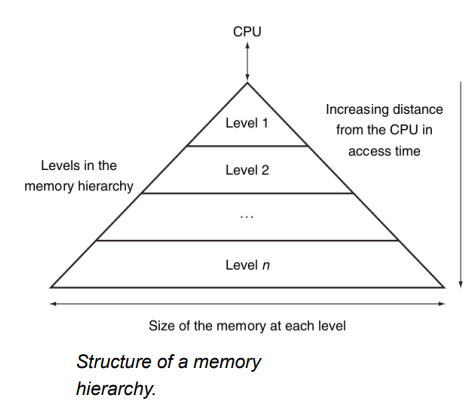 CPU
Level 1
Increasing distance
from the CPU in
access time
Levels in the
memory hierarchy
Level 2
...
Level n
Size of the memory at each level
Structure of a memory
hierarchy.